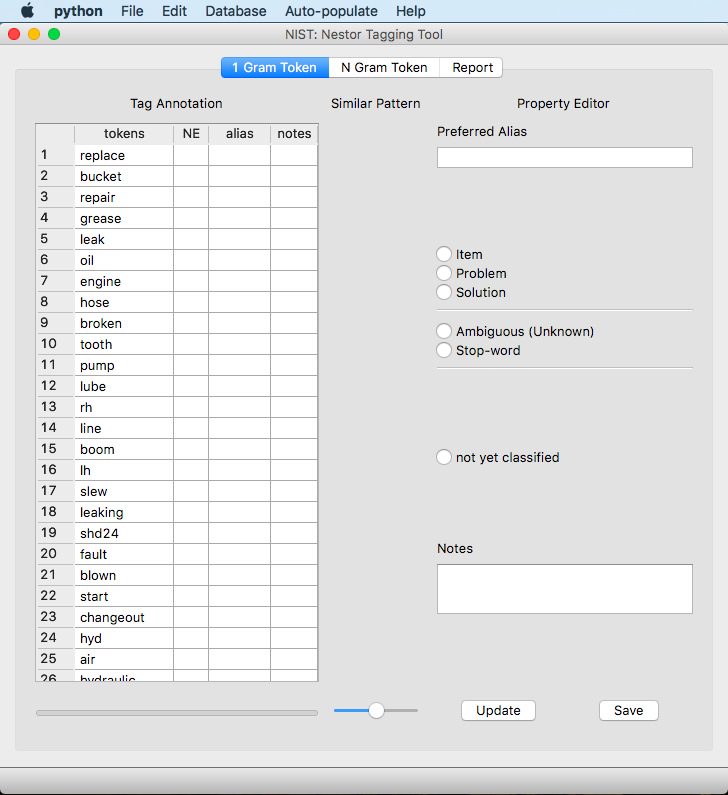 python File Edit Database Auto-populate Help
NIST: Nestor Tagging Tool
1 Gram Token N Gram Token Report
Tag Annotation Similar Pattern Property Editor
tokens NE alias notes
Preferred Alias
1 replace
2 bucket
3 repair
4 grease
5 leak
6 oil
7 engine
8 hose
9 broken
10 tooth
11 pump
12 lube
13 rh
14 line
15 boom
16 lh
17 slew
18 leaking
19 shd24
20 fault
21 blown
22 start
23 changeout
24 hyd
25 air
26 hydraulic
Item
Problem
Solution
Ambiguous (Unknown)
Stop-word
not yet classified
Notes
Update Save